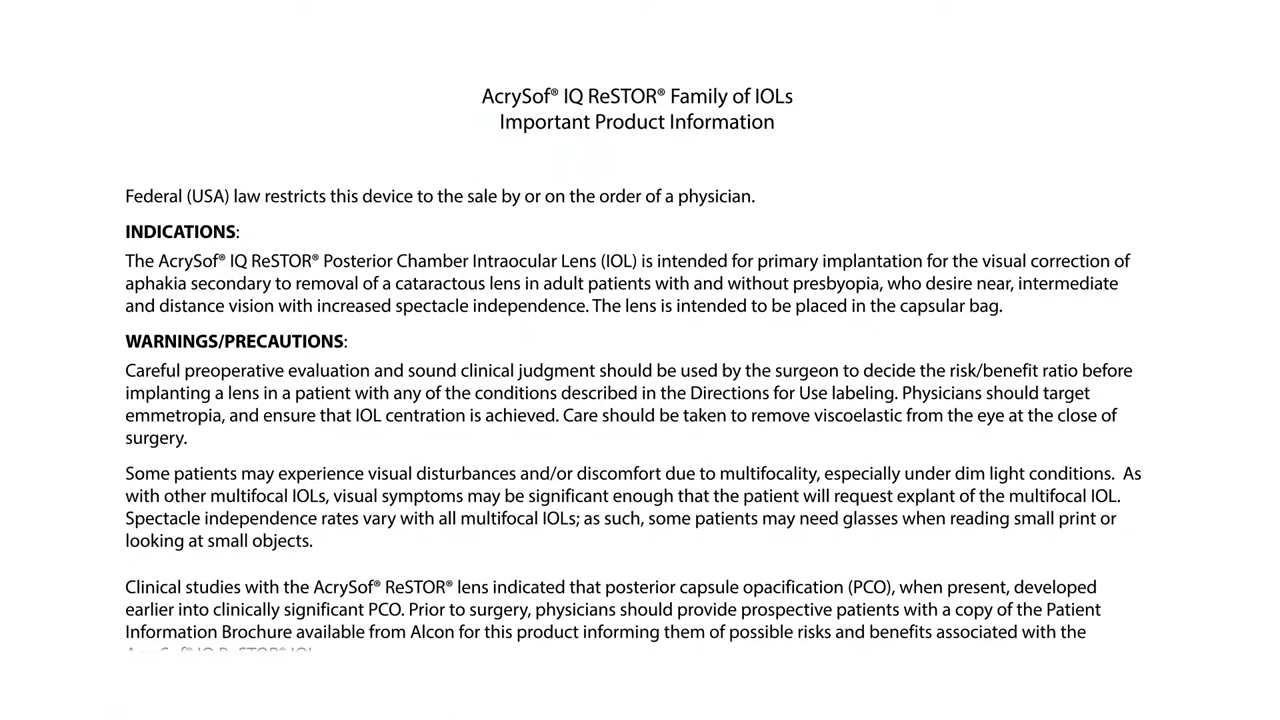 AcrySof® IQ ReSTOR® Family of IOLs
Important Product Information
Federal (USA) law restricts this device to the sale by or on the order of a physician.
INDICATIONS:
The AcrySof® IQ ReSTOR® Posterior Chamber Intraocular Lens (IOL) is intended for primary implantation for the visual correction of
aphakia secondary to removal of a cataractous lens in adult patients with and without presbyopia, who desire near, intermediate
and distance vision with increased spectacle independence. The lens is intended to be placed in the capsular bag.
WARNINGS/PRECAUTIONS:
Careful preoperative evaluation and sound clinical judgment should be used by the surgeon to decide the risk/benefit ratio before
implanting a lens in a patient with any of the conditions described in the Directions for Use labeling. Physicians should target
emmetropia, and ensure that IOL centration is achieved. Care should be taken to remove viscoelastic from the eye at the close of
surgery.
Some patients may experience visual disturbances and/or discomfort due to multifocality, especially under dim light conditions.  As
with other multifocal IOLs, visual symptoms may be significant enough that the patient will request explant of the multifocal IOL.
Spectacle independence rates vary with all multifocal IOLs; as such, some patients may need glasses when reading small print or
looking at small objects.
Clinical studies with the AcrySof® ReSTOR® lens indicated that posterior capsule opacification (PCO), when present, developed
earlier into clinically significant PCO. Prior to surgery, physicians should provide prospective patients with a copy of the Patient
Information Brochure available from Alcon for this product informing them of possible risks and benefits associated with the